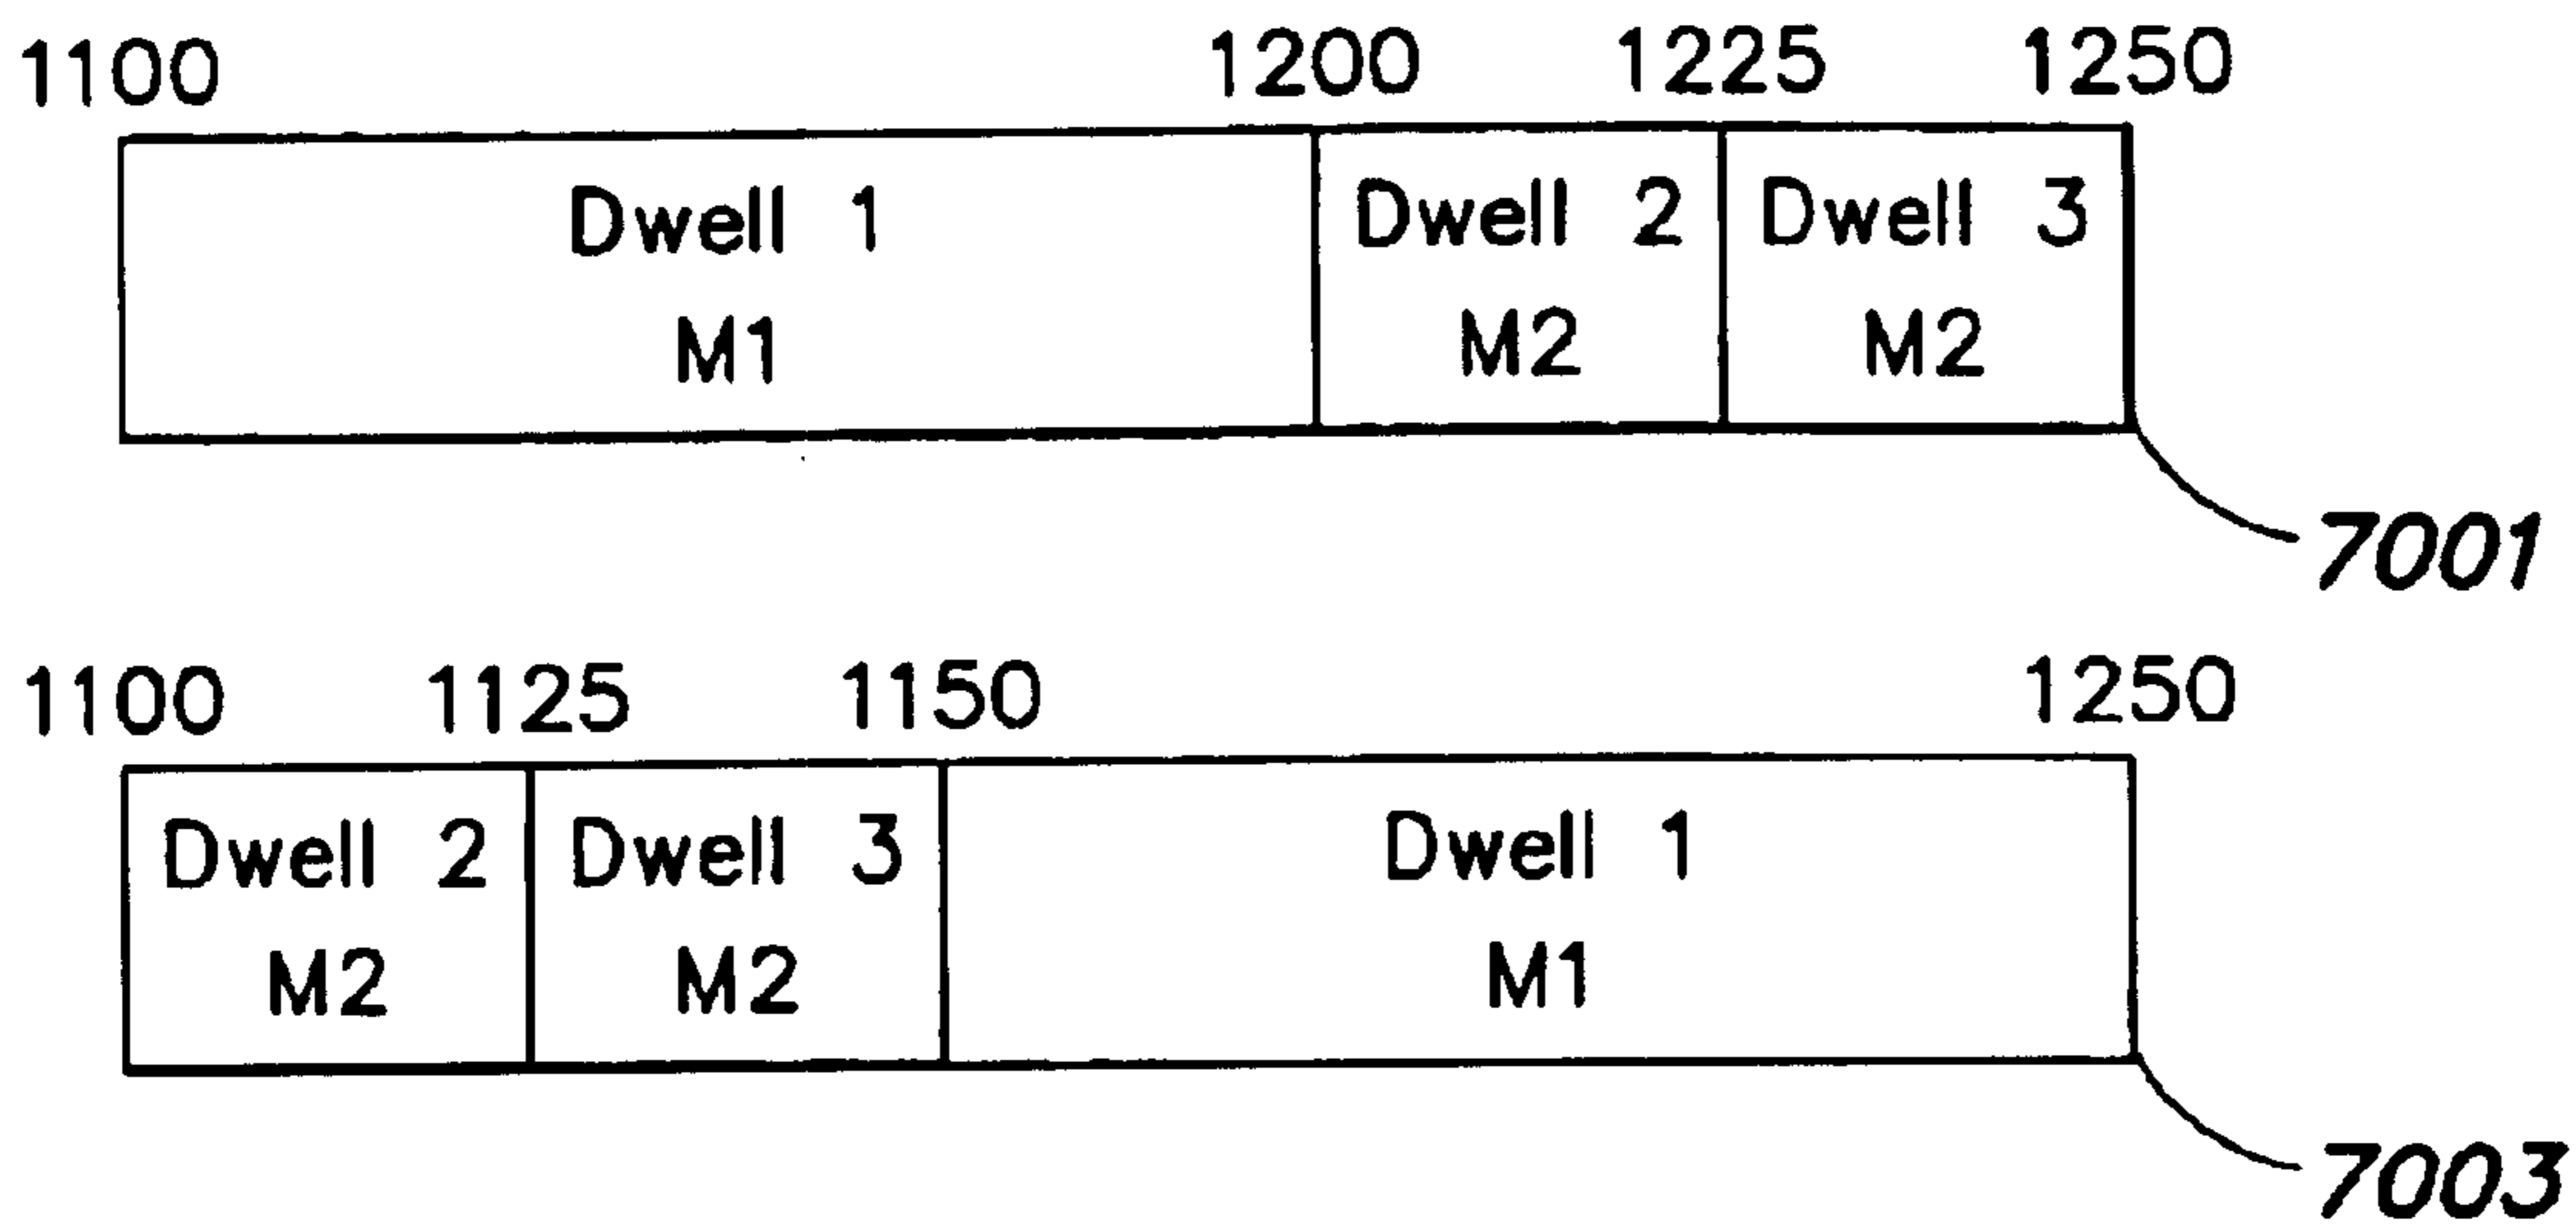 1100 1200 1225 1250
Dwell 1 Dwell 2 Dwell 3
M1 M2 M2
7001
1100 1125 1150 1250
Dwell 2 Dwell 3 Dwell 1
M2 M2 M1
7003